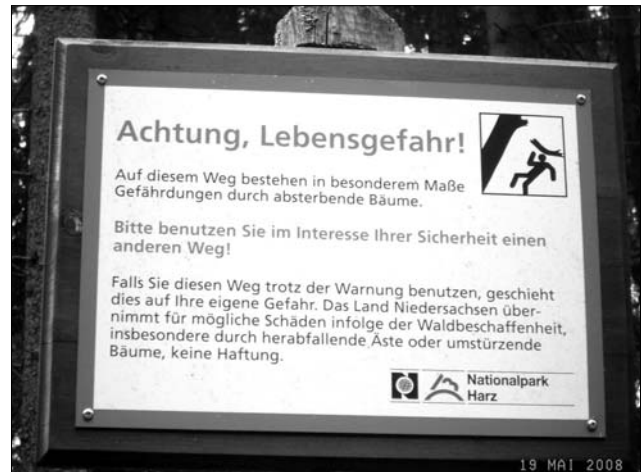 Achtung, Lebensgefahr!
Auf diesem Weg bestehen in besonderem Maße
Gefährdungen durch absterbende Bäume.
Bitte benutzen Sie im Interesse Ihrer Sicherheit einen
anderen Weg!
Falls Sie diesen Weg trotz der Warnung benutzen, geschieht
dies auf Ihre eigene Gefahr. Das Land Niedersachsen über-
nimmt für mögliche Schäden infolge der Waldbeschaffenheit,
insbesondere durch herabfallende Äste oder umstürzende
Bäume, keine Haftung.
Nationalpark
Harz
19 MAI 2008